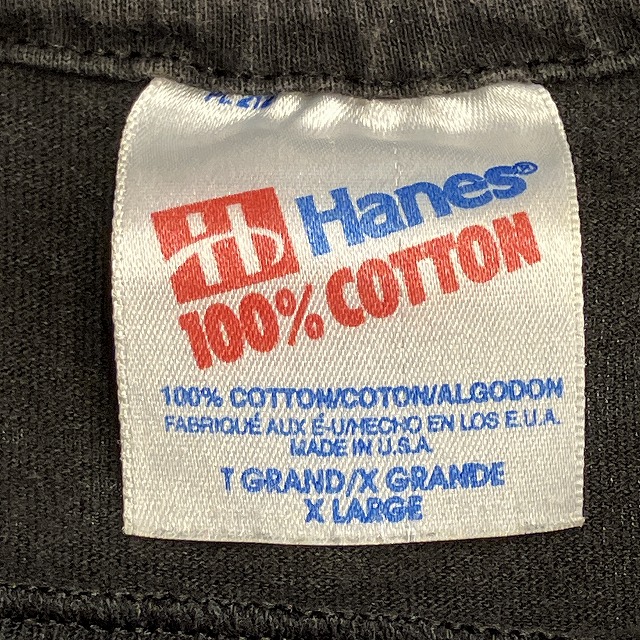 Hanes®
100% COTTON
100% COTTON/COTON/ALGODON
FABRIQUÉ AUX É-U/HECHO EN LOS E.U.A.
MADE IN U.S.A.
T GRAND/X GRANDE
X LARGE